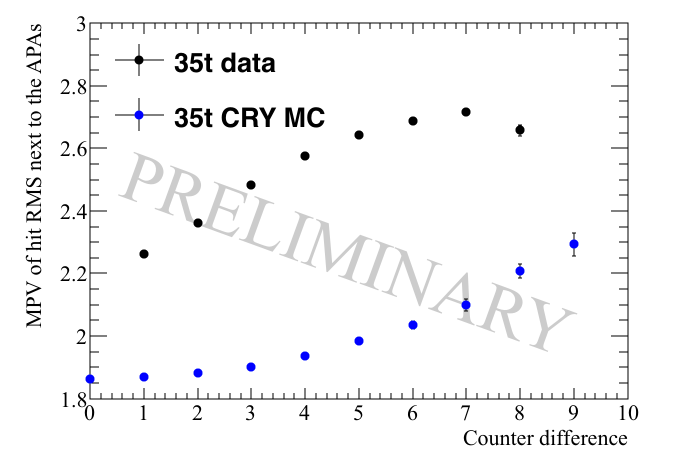 3
35t data
2.8
35t CRY MC
2.6
2.4
2.2
2
1.8
MPV of hit RMS next to the APAs
PRELIMINARY
0 1 2 3 4 5 6 7 8 9 10
Counter difference